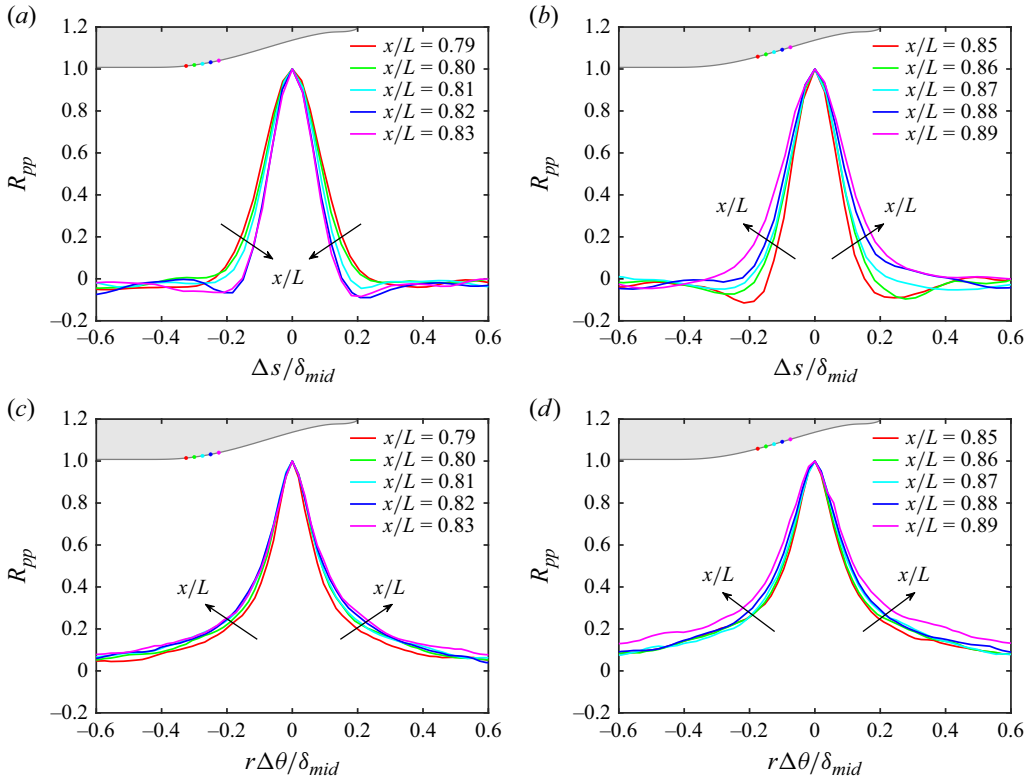 (a)
1.2
1.0
0.8
0.6
0.4
0.2
0
–0.2
R_pp
x/L = 0.79
x/L = 0.80
x/L = 0.81
x/L = 0.82
x/L = 0.83
x/L
–0.6 –0.4 –0.2 0 0.2 0.4 0.6
Δs/δ_mid
(b)
1.2
1.0
0.8
0.6
0.4
0.2
0
–0.2
R_pp
x/L = 0.85
x/L = 0.86
x/L = 0.87
x/L = 0.88
x/L = 0.89
x/L x/L
–0.6 –0.4 –0.2 0 0.2 0.4 0.6
Δs/δ_mid
(c)
1.2
1.0
0.8
0.6
0.4
0.2
0
–0.2
R_pp
x/L = 0.79
x/L = 0.80
x/L = 0.81
x/L = 0.82
x/L = 0.83
x/L x/L
–0.6 –0.4 –0.2 0 0.2 0.4 0.6
rΔθ/δ_mid
(d)
1.2
1.0
0.8
0.6
0.4
0.2
0
–0.2
R_pp
x/L = 0.85
x/L = 0.86
x/L = 0.87
x/L = 0.88
x/L = 0.89
x/L x/L
–0.6 –0.4 –0.2 0 0.2 0.4 0.6
rΔθ/δ_mid